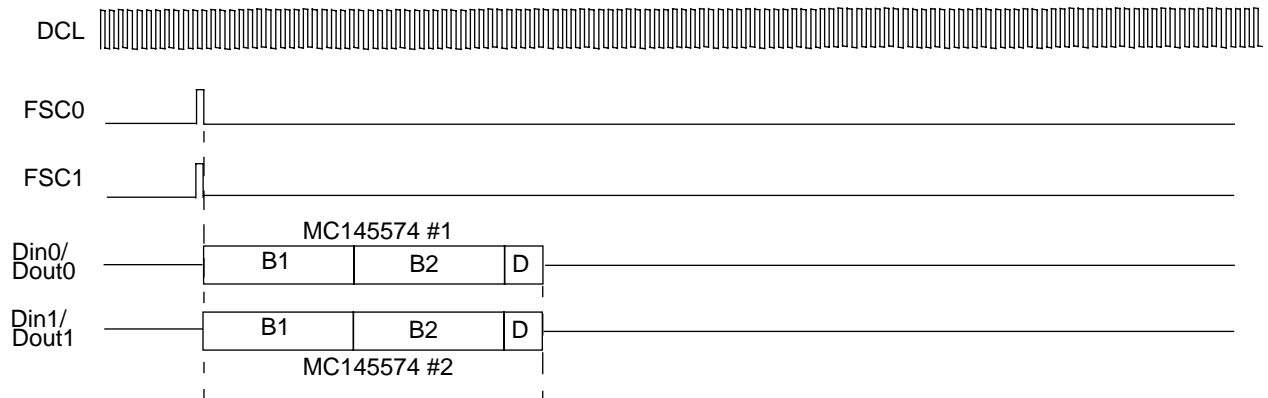 DCL
FSC0
FSC1
MC145574 #1
Din0/
Dout0
B1 B2 D
Din1/
Dout1
B1 B2 D
MC145574 #2